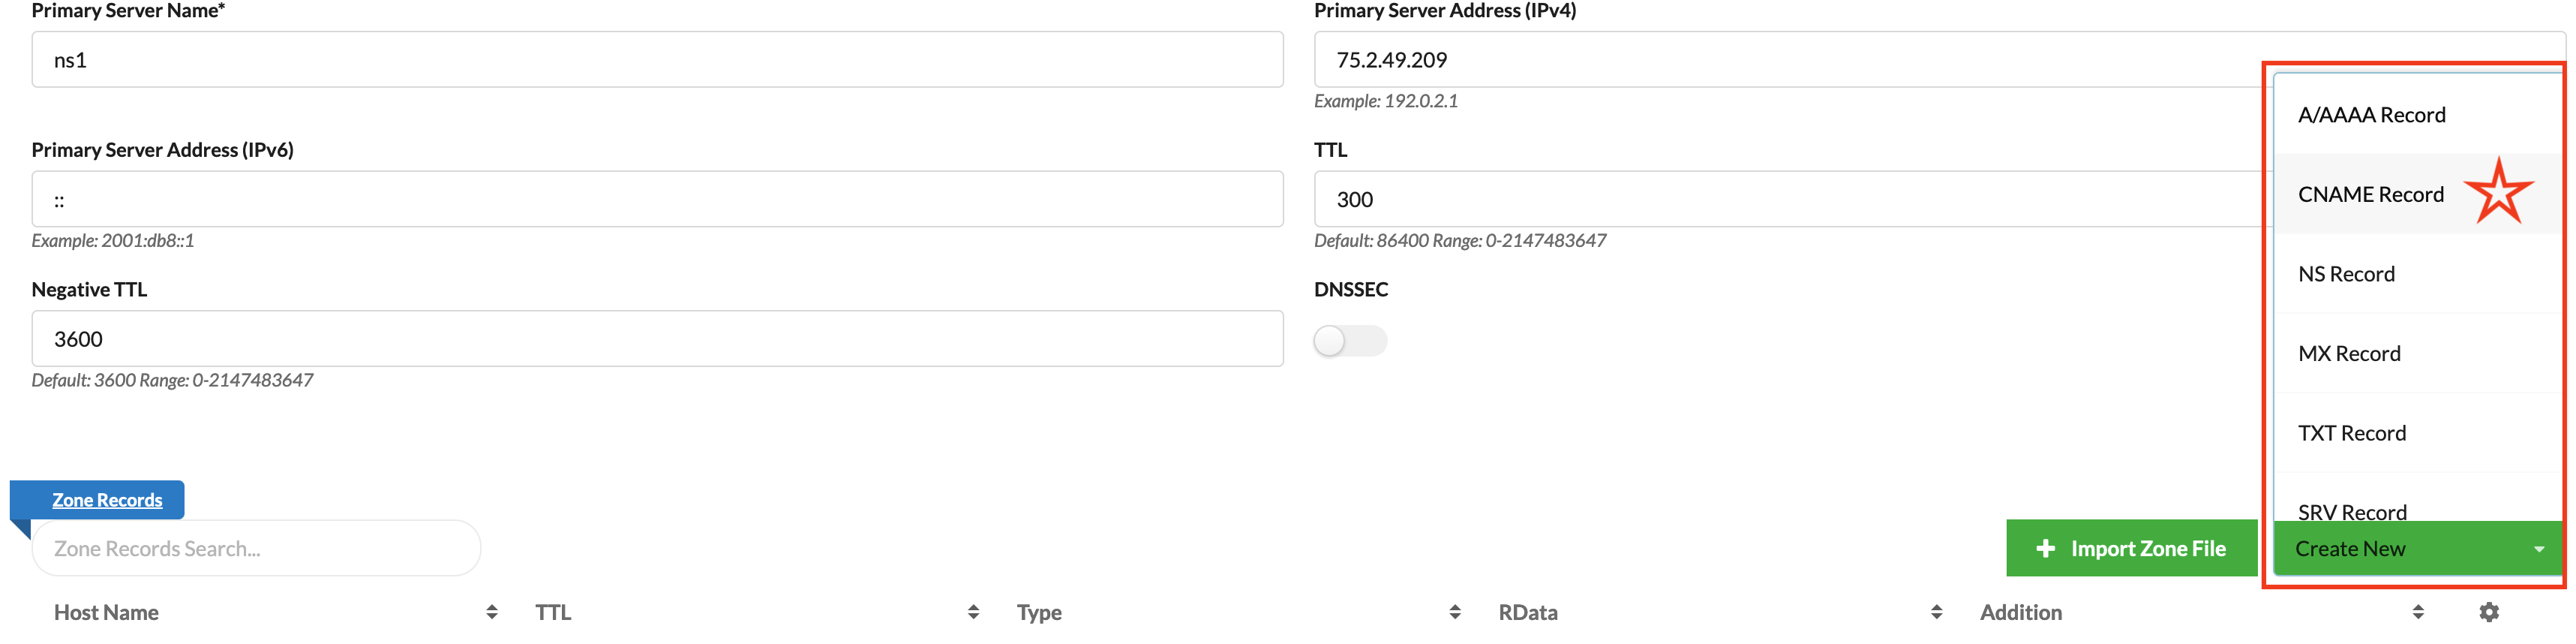 Primary Server Name*
Primary Server Address (IPv4)
ns1
75.2.49.209
Example: 192.0.2.1
A/AAAA Record
Primary Server Address (IPv6)
TTL
CNAME Record
::
300
Example: 2001:db8::1
Default: 86400 Range: 0-2147483647
NS Record
Negative TTL
DNSSEC
3600
MX Record
Default: 3600 Range: 0-2147483647
TXT Record
Zone Records
SRV Record
Zone Records Search...
Import Zone File
Create New
Host Name
TTL
Type
RData
Addition